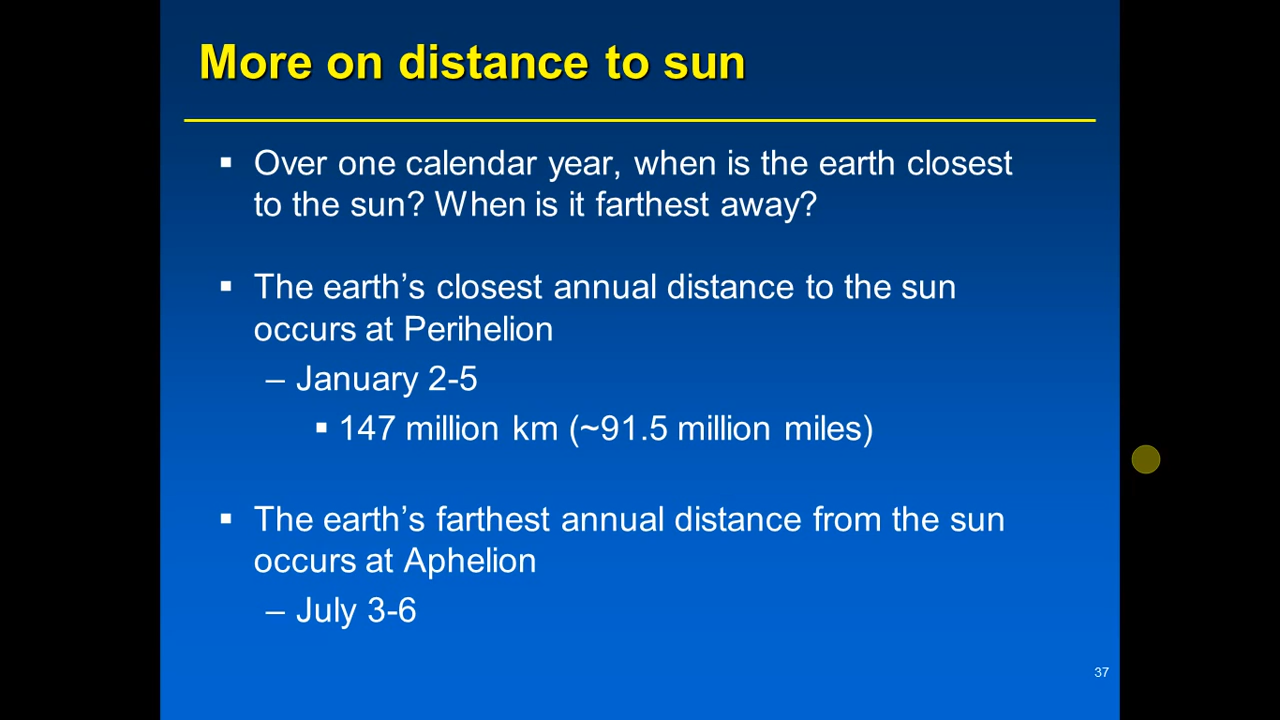 More on distance to sun
▪ Over one calendar year, when is the earth closest
to the sun? When is it farthest away?
▪ The earth’s closest annual distance to the sun
occurs at Perihelion
– January 2-5
▪ 147 million km (~91.5 million miles)
▪ The earth’s farthest annual distance from the sun
occurs at Aphelion
– July 3-6
37